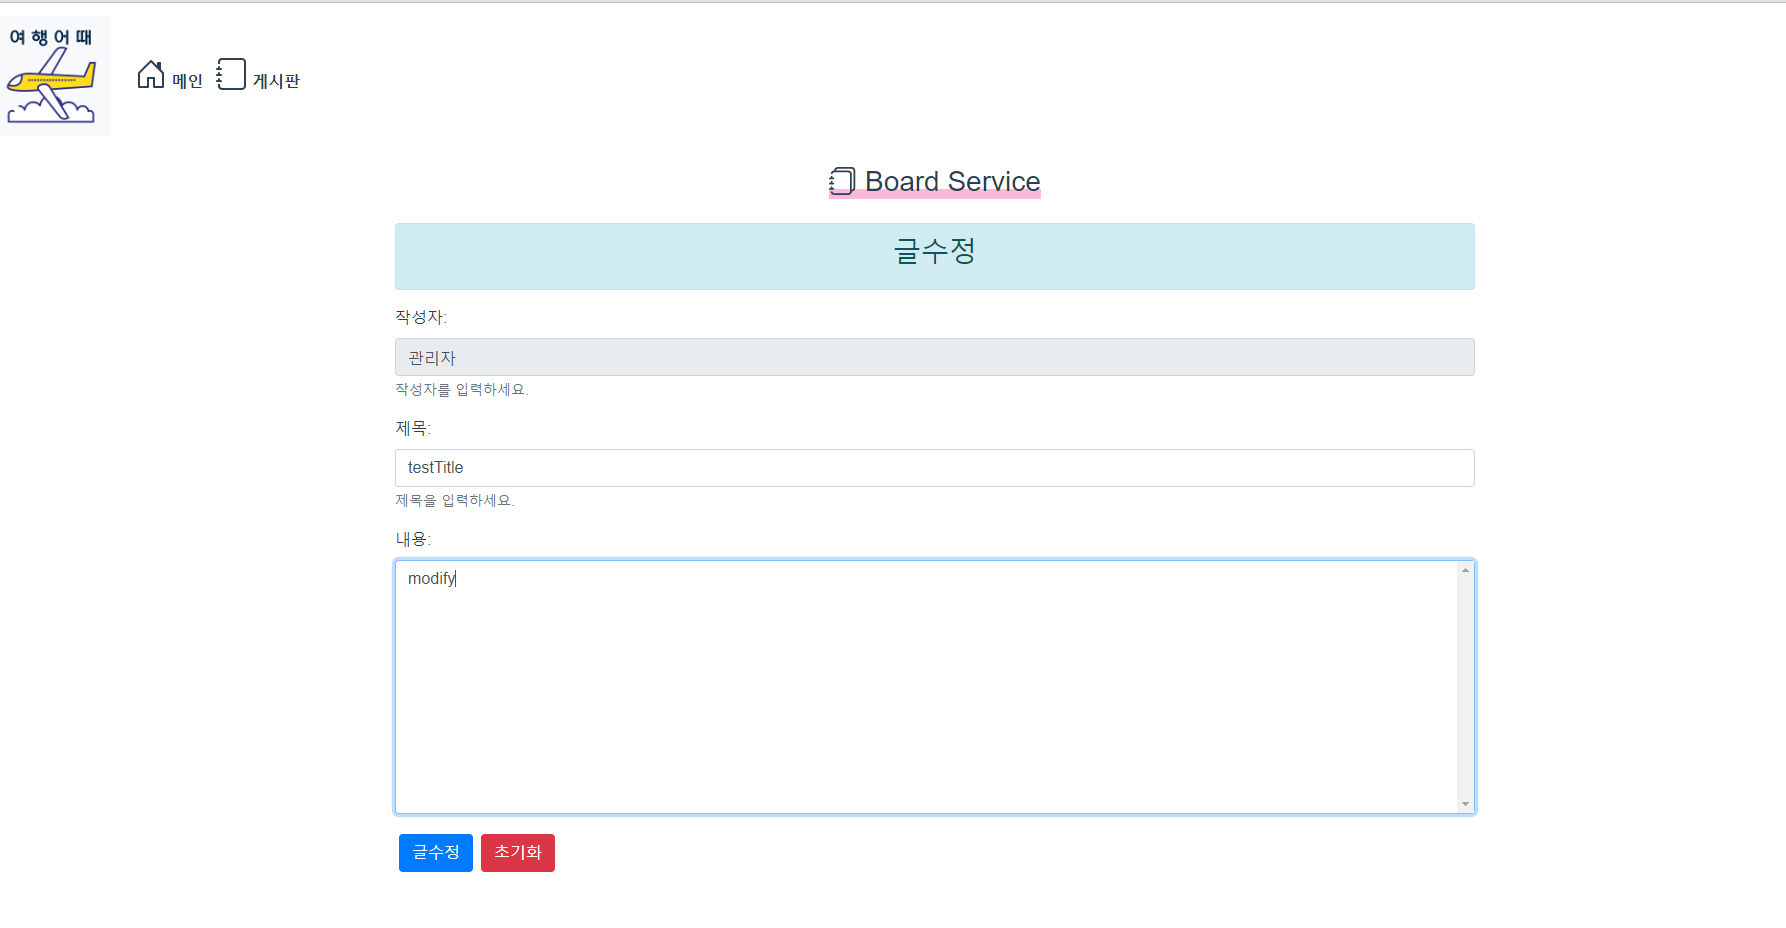 여행어때
메인 게시판
Board Service
글수정
작성자:
관리자
작성자를 입력하세요.
제목:
testTitle
제목을 입력하세요.
내용:
modify
글수정 초기화